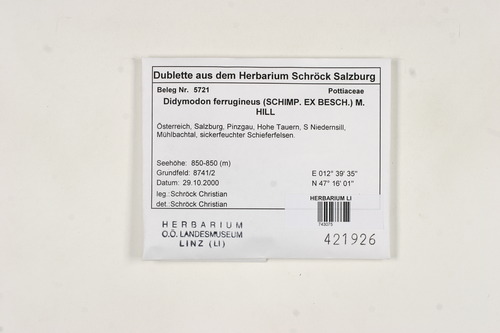 Dublette aus dem Herbarium Schröck Salzburg
Beleg Nr. 5721 Pottiaceae
Didymodon ferrugineus (SCHIMP. EX BESCH.) M.
HILL
Österreich, Salzburg, Pinzgau, Hohe Tauern, S Niedernsill,
Mühlbachtal, sickerfeuchter Schieferfelsen.
Seehöhe: 850-850 (m)
Grundfeld: 8741/2 E 012° 39' 35"
Datum: 29.10.2000 N 47° 16' 01"
leg. Schröck Christian
det. Schröck Christian
HERBARIUM LI
HERBARIUM
O.Ö. LANDESMUSEUM
LINZ (LI)
421926